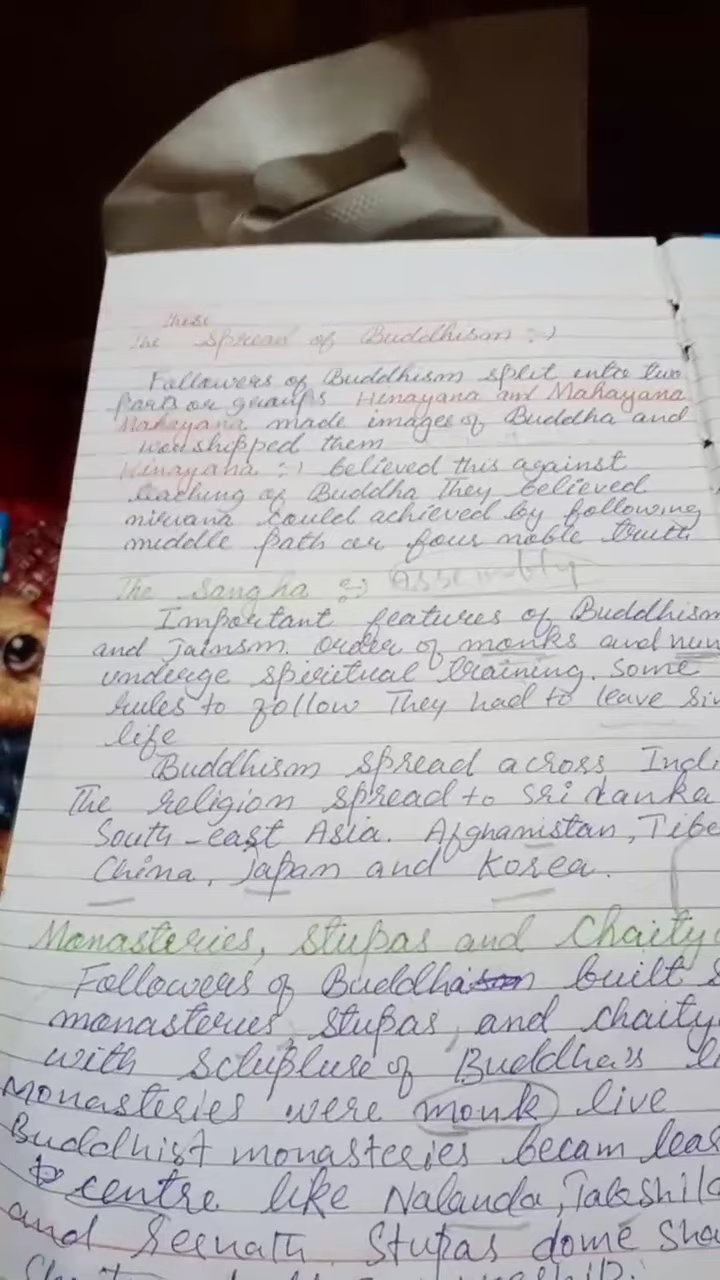 these
The Spread of Buddhism :-)
Followers of Buddhism split into two
parts or groups Hinayana and Mahayana
Mahayana made images of Buddha and
worshipped them
Hinayana :-) believed this against
teaching of Buddha They believed
nirvana could achieved by following
middle path or four noble truth
The Sangha :-) Assembly
Important features of Buddhism
and Jainsm. order of monks and nun
undergo spiritual training. Some
rules to follow They had to leave
life
Buddhism spread across Indi
The religion spread to Sri Lanka
South-east Asia. Afghanistan, Tibe
China, Japan and Korea.
Monasteries, stupas and Chaity
Followers of Buddha built
monasteries, stupas, and chaity
with of Buddha's
Monasteries were monk live
Buddhist monasteries becam lea
centre like Nalanda, Takshila
and Stupas dome sha